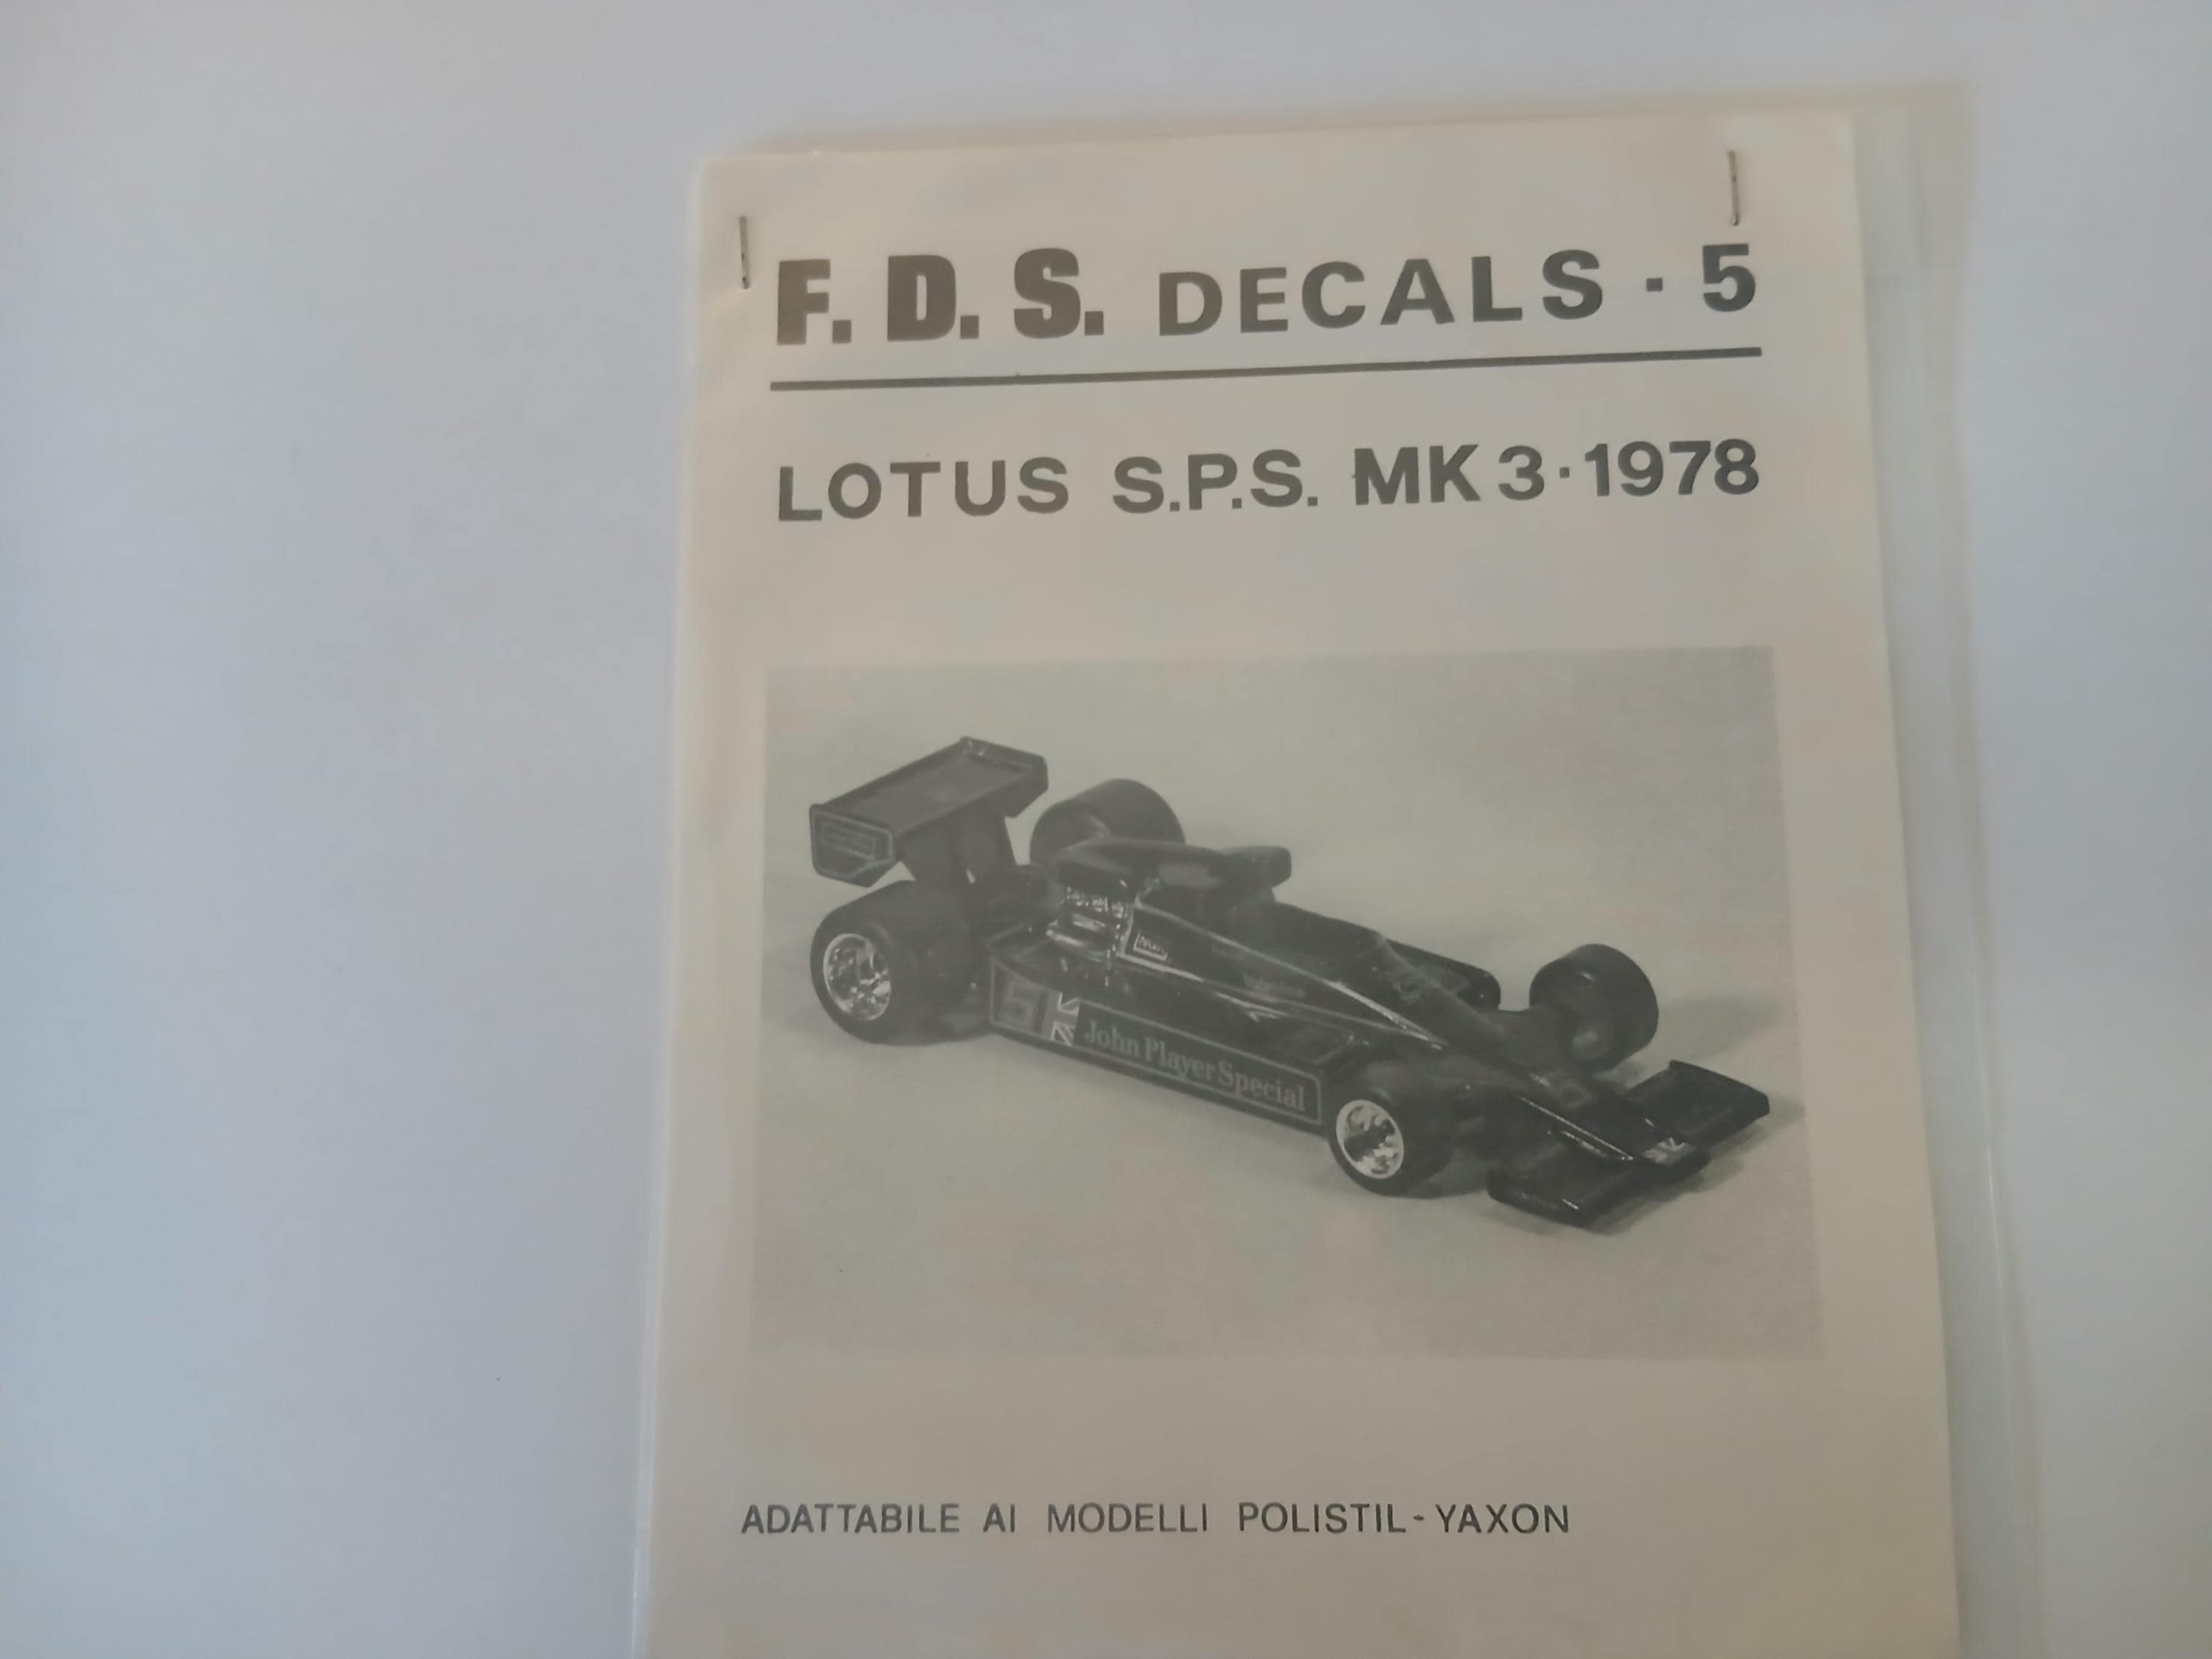 F. D. S. DECALS · 5
LOTUS S.P.S. MK 3 · 1978
5
John Player Special
ADATTABILE AI MODELLI POLISTIL - YAXON